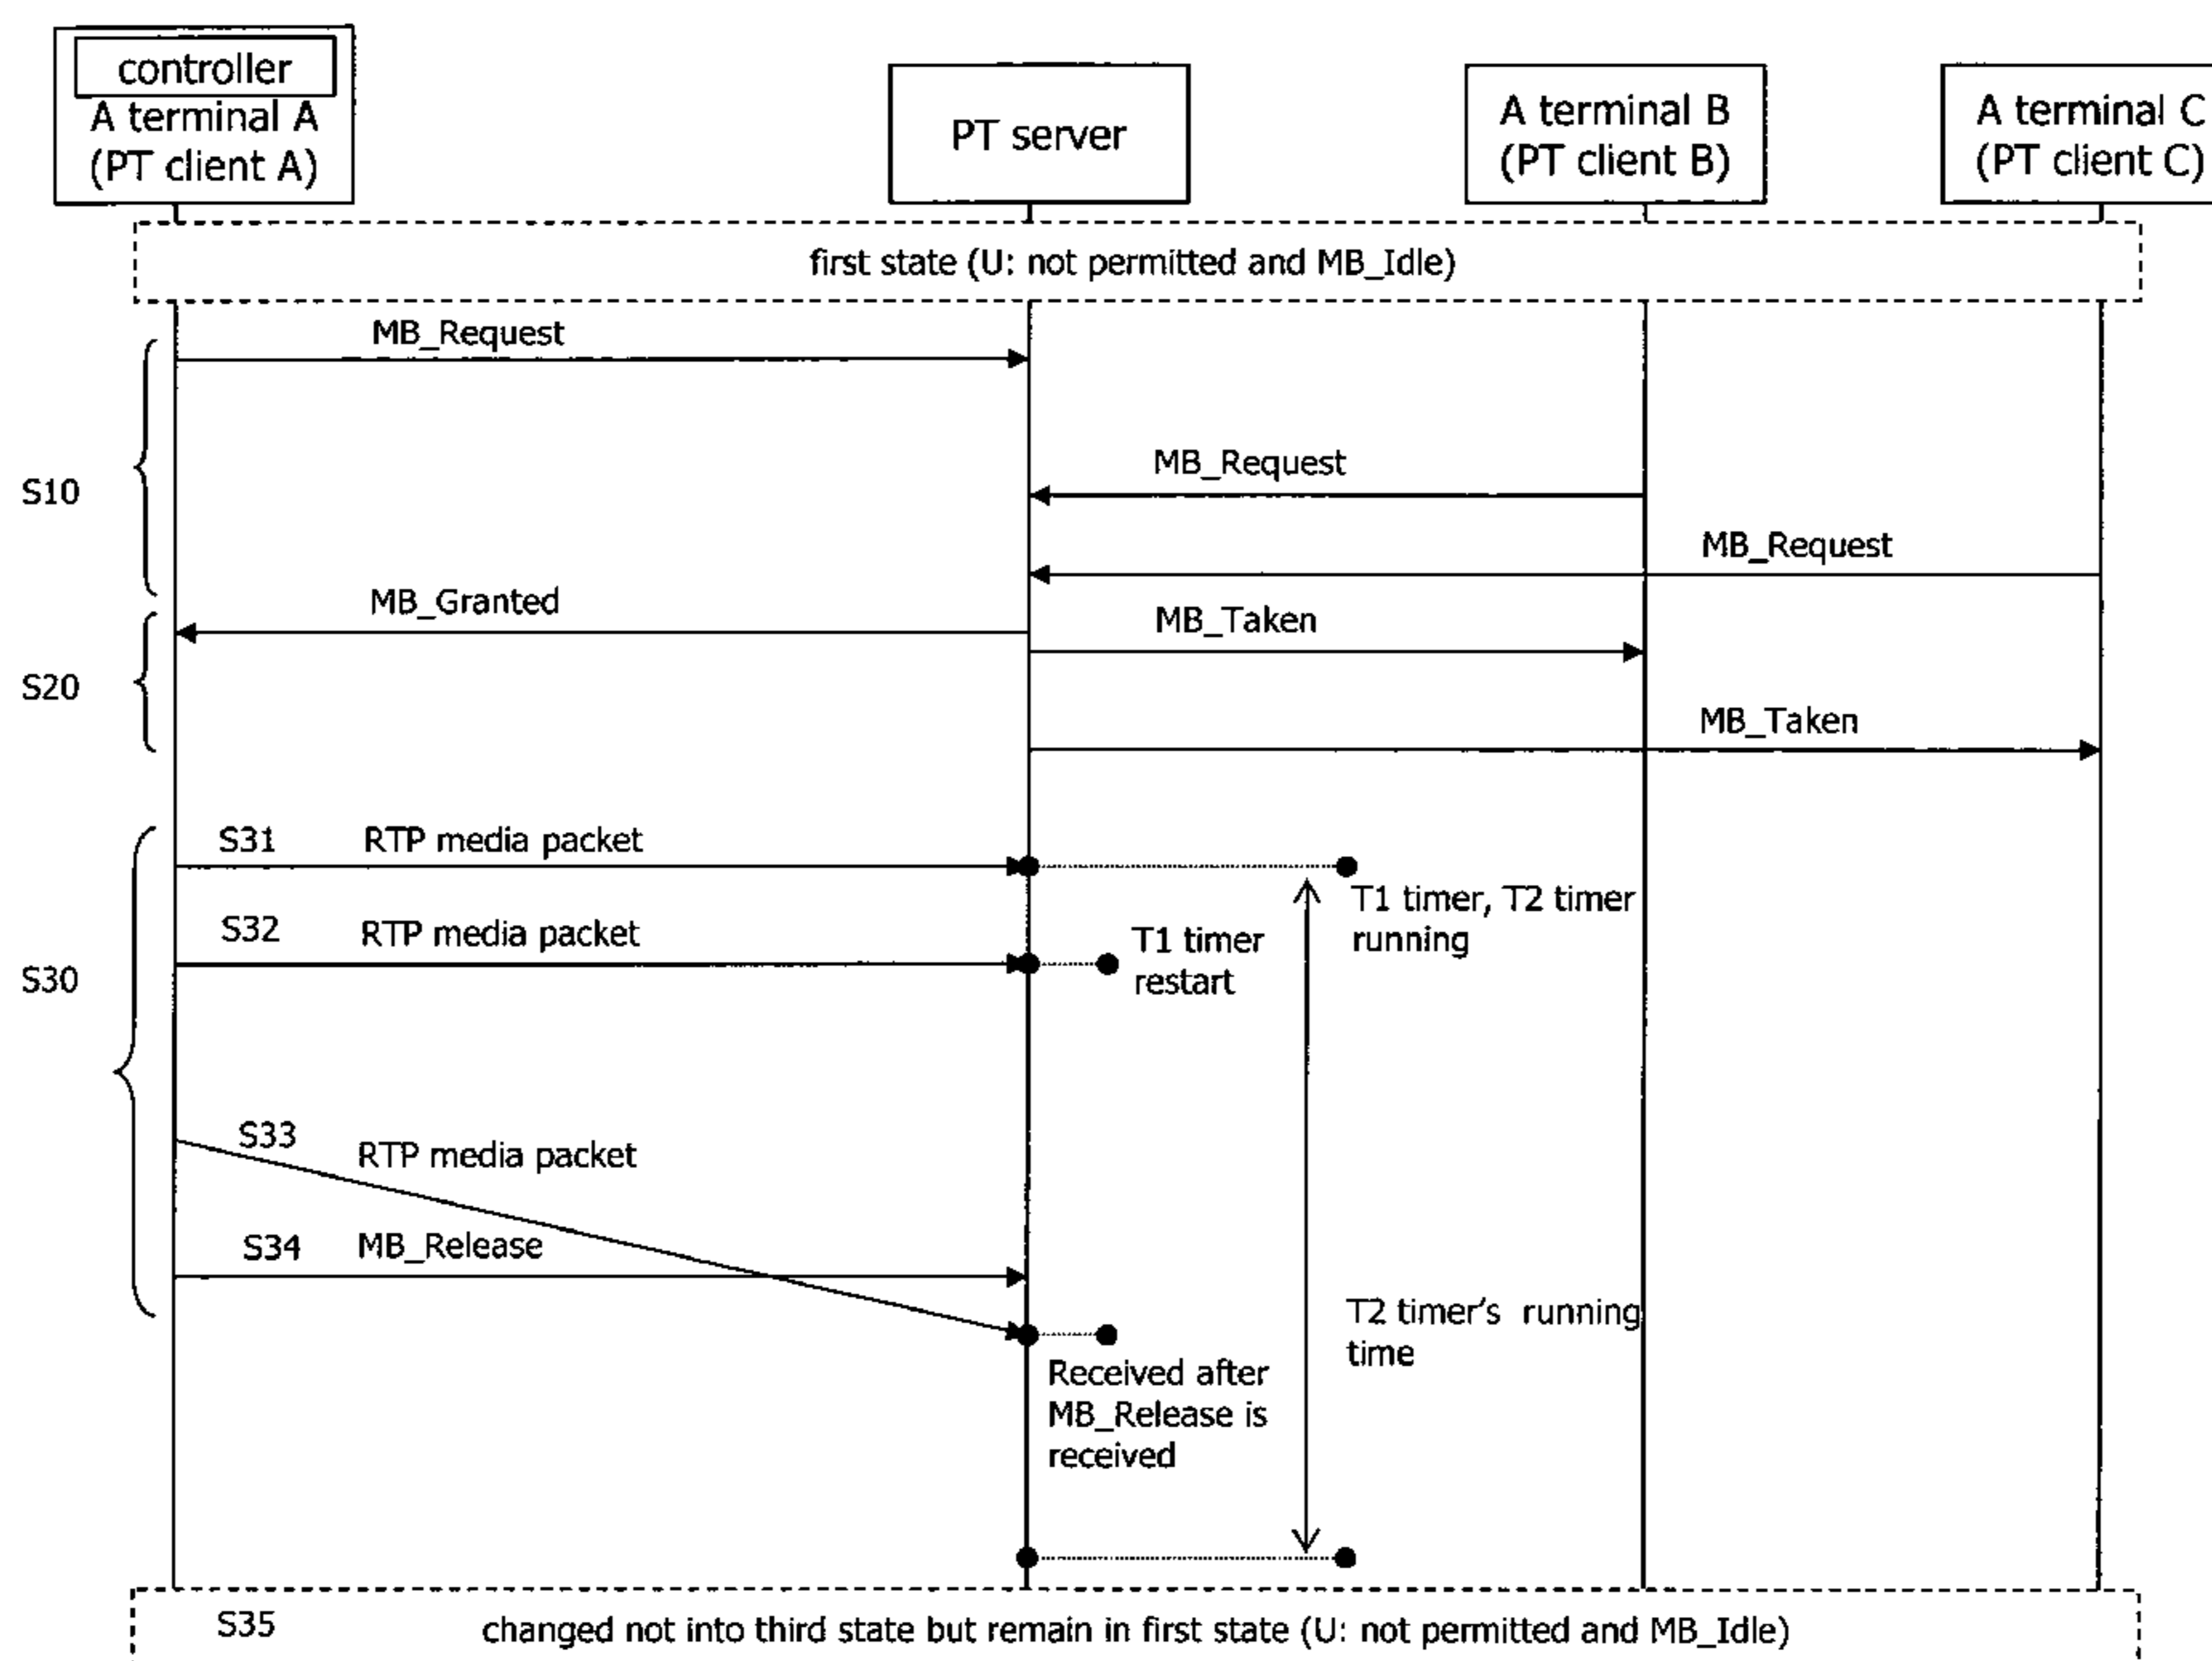 controller
A terminal A
(PT client A)
PT server
A terminal B
(PT client B)
A terminal C
(PT client C)
first state (U: not permitted and MB_Idle)
MB_Request
MB_Request
S10
MB_Request
MB_Granted
MB_Taken
S20
MB_Taken
S31
RTP media packet
T1 timer, T2 timer
running
S32
RTP media packet
T1 timer
restart
S30
S33
RTP media packet
S34
MB_Release
T2 timer's running
time
Received after
MB_Release is
received
S35
changed not into third state but remain in first state (U: not permitted and MB_Idle)